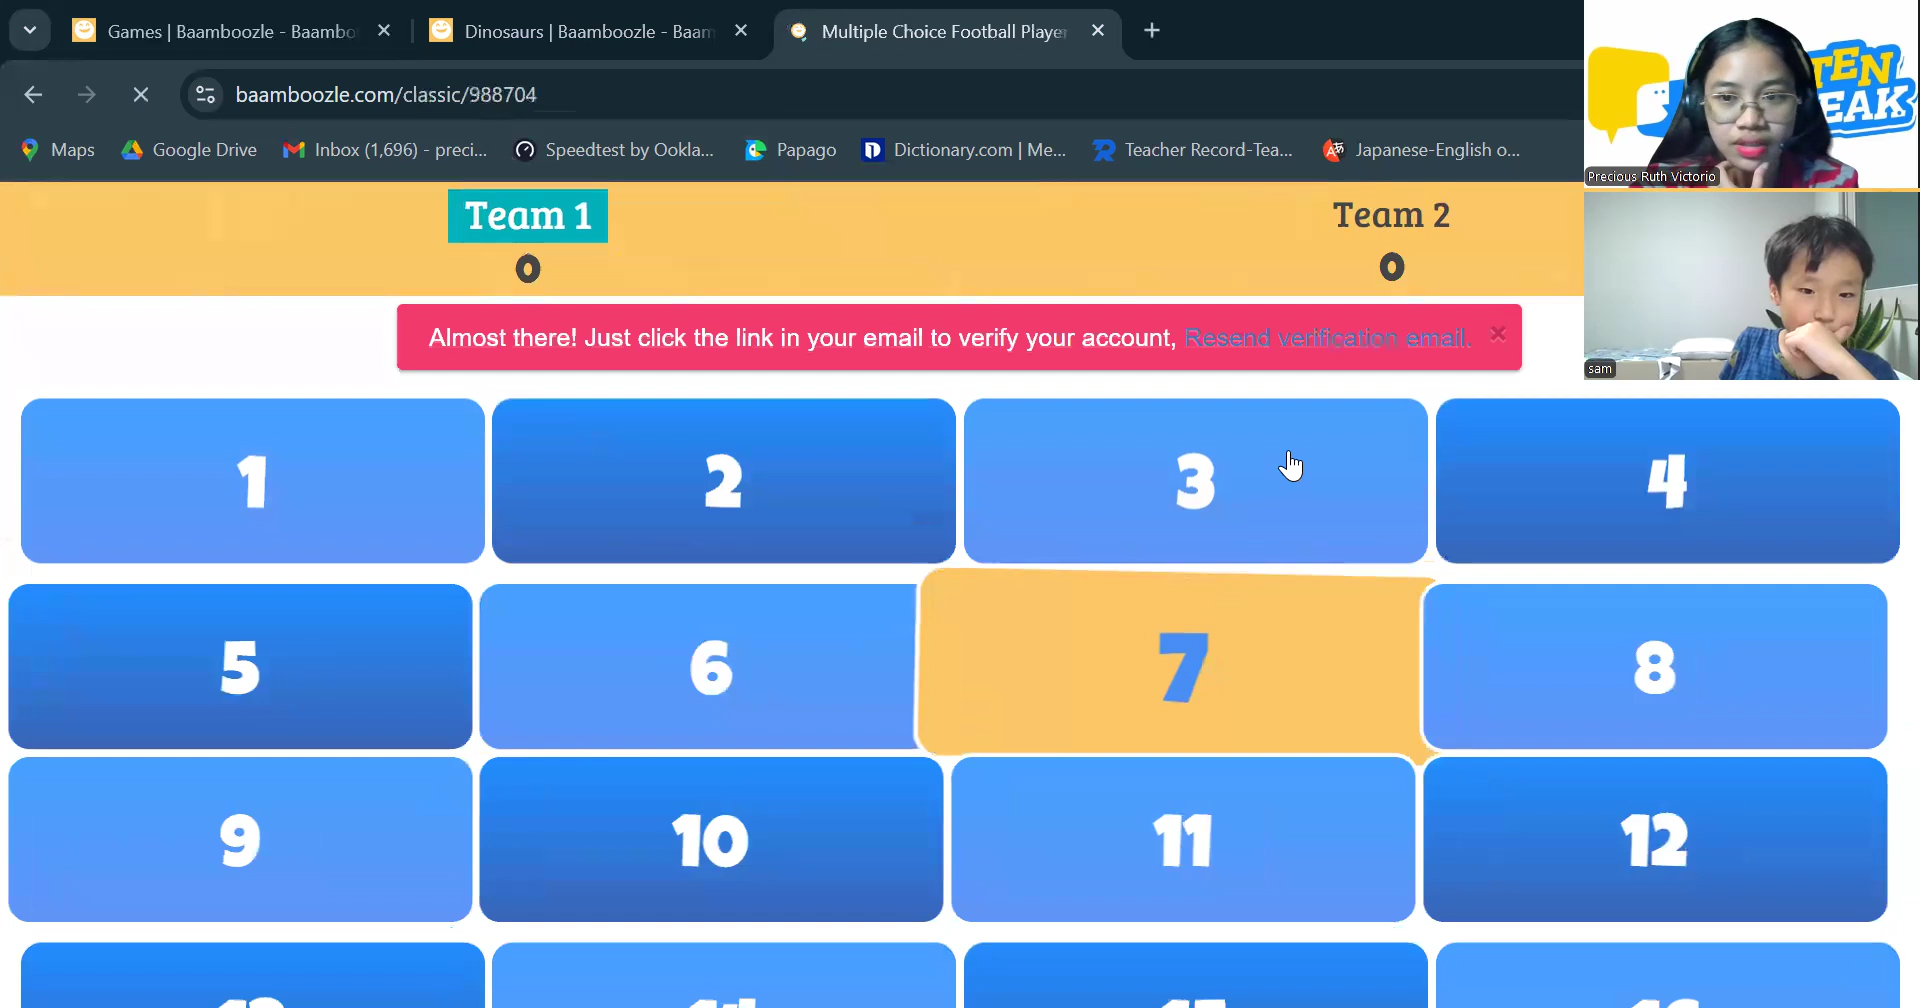 Games | Baamboozle - Baambo
Dinosaurs | Baamboozle - Baam
Multiple Choice Football Playe
baamboozle.com/classic/988704
Maps
Google Drive
Inbox (1,696) - preci...
Speedtest by Ookla...
Papago
Dictionary.com | Me...
Teacher Record-Tea...
Japanese-English o...
TEN
EAK
Precious Ruth Victorio
sam
Team 1
0
Team 2
0
Almost there! Just click the link in your email to verify your account, Resend verification email.
1
2
3
4
5
6
7
8
9
10
11
12